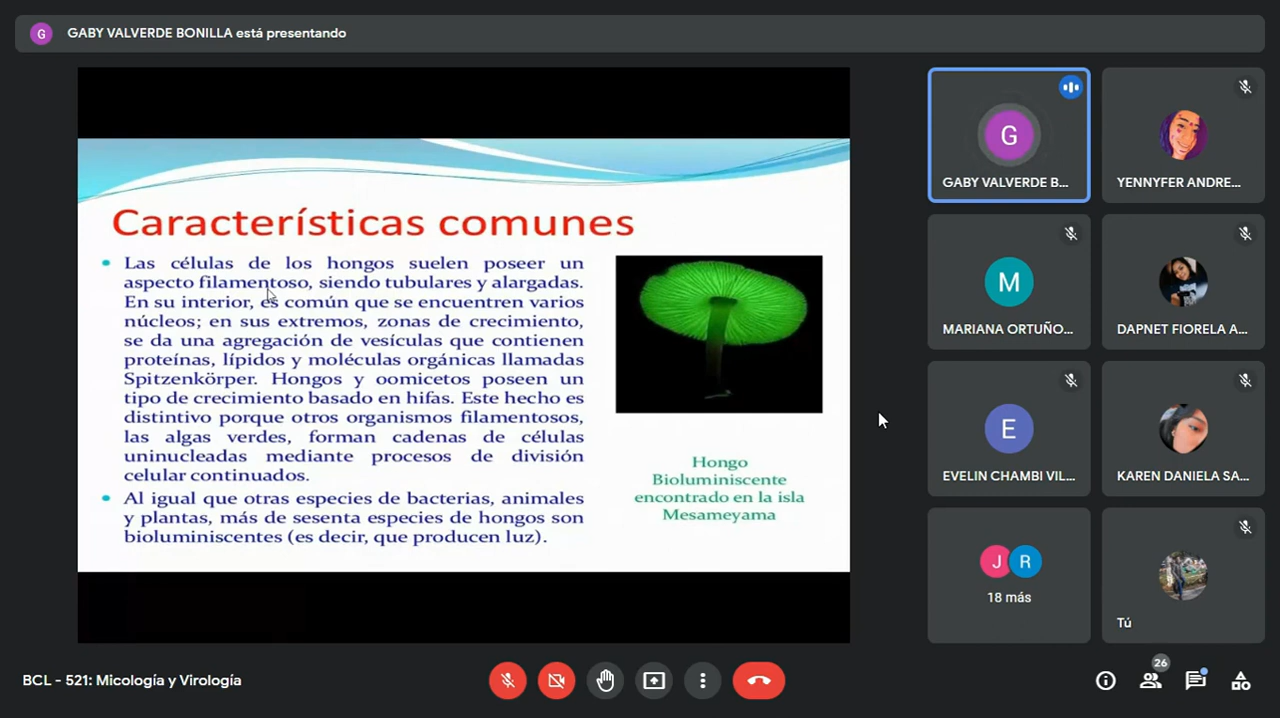 G
GABY VALVERDE BONILLA está presentando
Características comunes
Las células de los hongos suelen poseer un
aspecto filamentoso, siendo tubulares y alargadas.
En su interior, es común que se encuentren varios
núcleos; en sus extremos, zonas de crecimiento,
se da una agregación de vesículas que contienen
proteínas, lípidos y moléculas orgánicas llamadas
Spitzenkörper. Hongos y oomicetos poseen un
tipo de crecimiento basado en hifas. Este hecho es
distintivo porque otros organismos filamentosos,
las algas verdes, forman cadenas de células
uninucleadas mediante procesos de división
celular continuados.
Al igual que otras especies de bacterias, animales
y plantas, más de sesenta especies de hongos son
bioluminiscentes (es decir, que producen luz).
Hongo
Bioluminiscente
encontrado en la isla
Mesameyama
G
GABY VALVERDE B...
YENNYFER ANDRE...
M
MARIANA ORTUÑO...
DAPNET FIORELA A...
E
EVELIN CHAMBI VIL...
KAREN DANIELA SA...
J R
18 más
Tú
BCL - 521: Micología y Virología
26